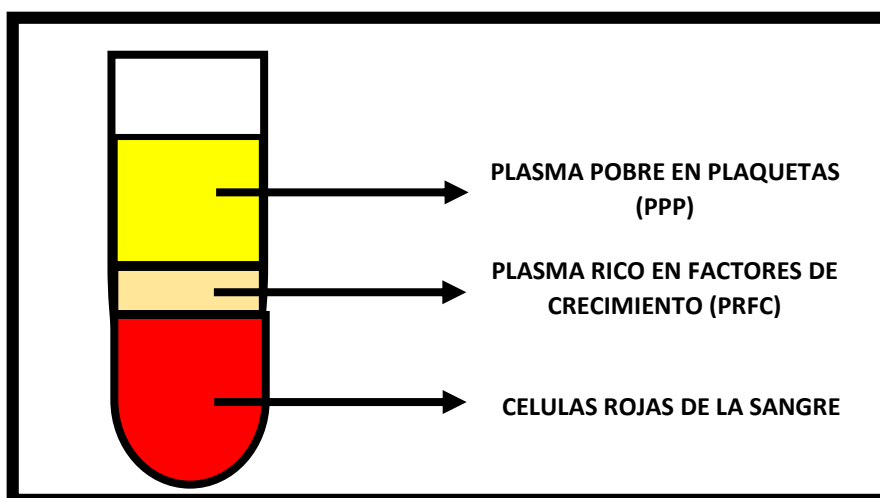 PLASMA POBRE EN PLAQUETAS
(PPP)
PLASMA RICO EN FACTORES DE
CRECIMIENTO (PRFC)
CELULAS ROJAS DE LA SANGRE